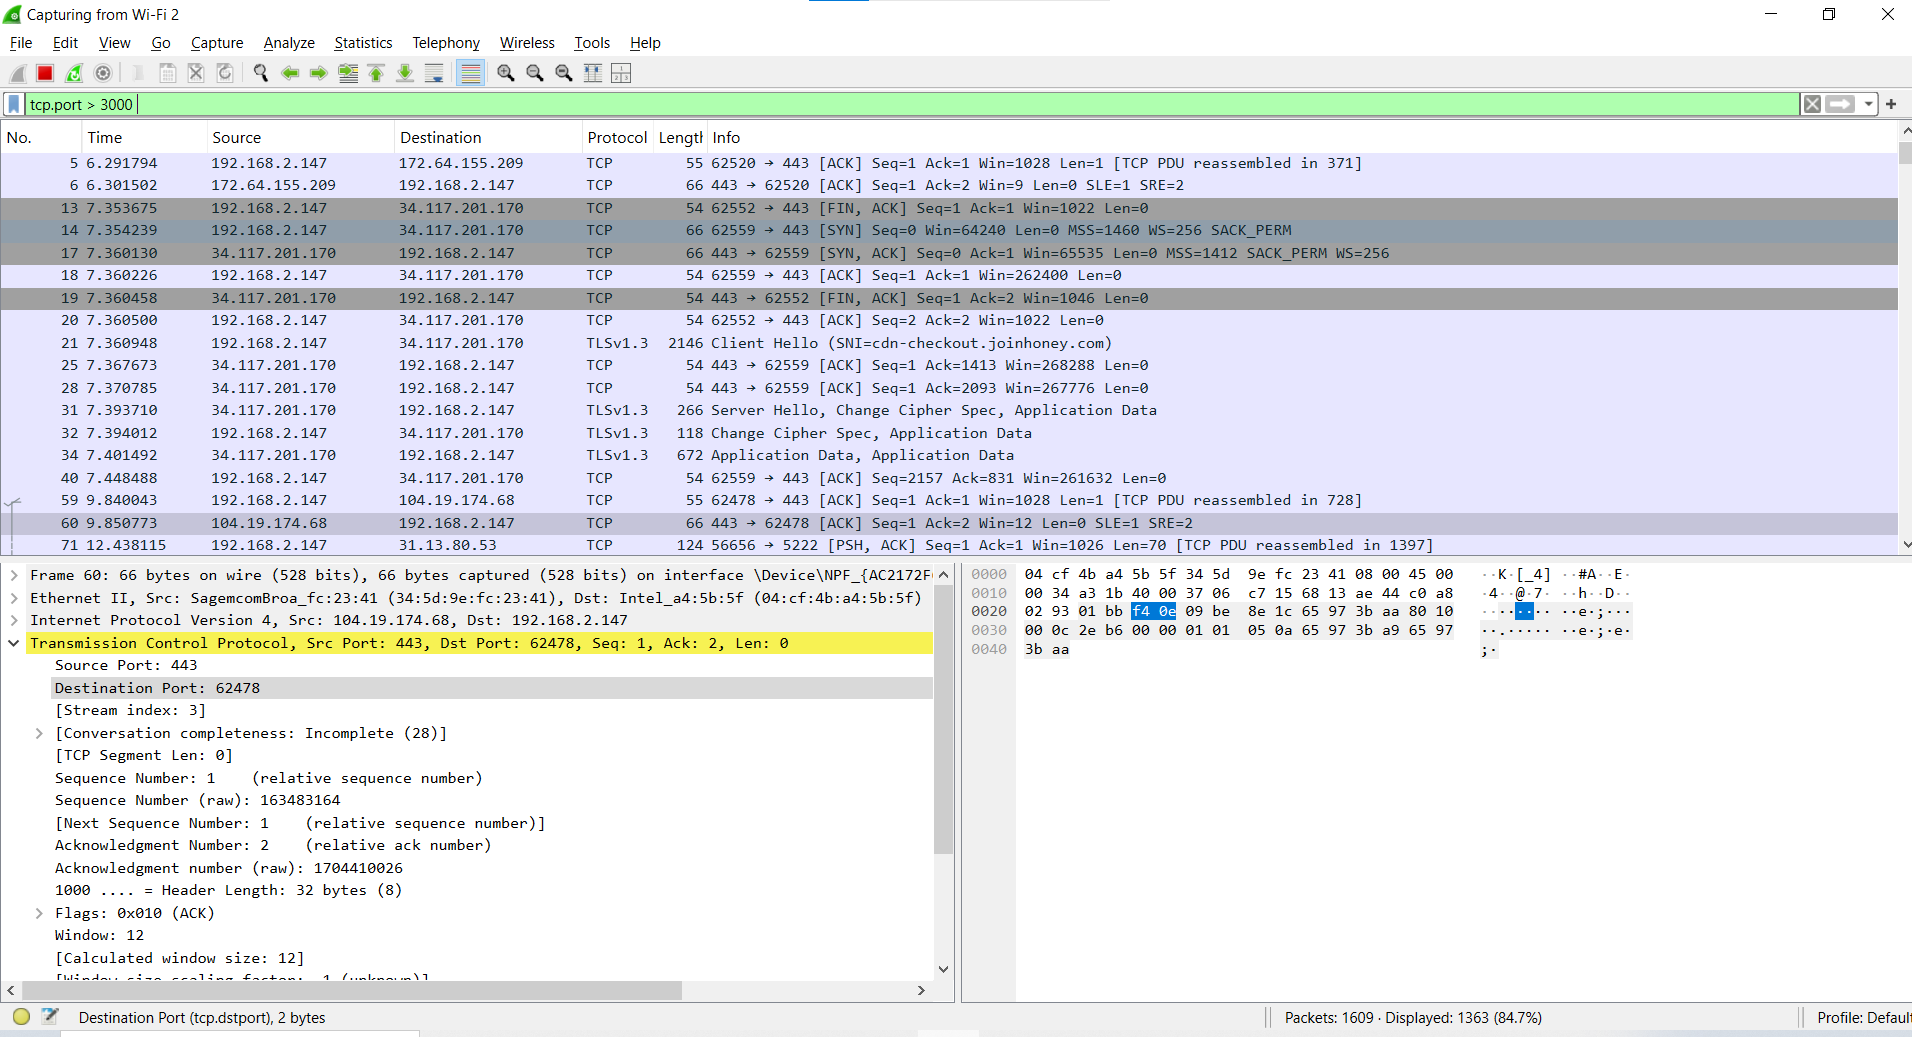 Capturing from Wi-Fi 2
File Edit View Go Capture Analyze Statistics Telephony Wireless Tools Help
tcp.port > 3000
No. Time Source Destination Protocol Length Info
5 6.291794 192.168.2.147 172.64.155.209 TCP 55 62520 → 443 [ACK] Seq=1 Ack=1 Win=1028 Len=1 [TCP PDU reassembled in 371]
6 6.301502 172.64.155.209 192.168.2.147 TCP 66 443 → 62520 [ACK] Seq=1 Ack=2 Win=9 Len=0 SLE=1 SRE=2
13 7.353675 192.168.2.147 34.117.201.170 TCP 54 62552 → 443 [FIN, ACK] Seq=1 Ack=1 Win=1022 Len=0
14 7.354239 192.168.2.147 34.117.201.170 TCP 66 62559 → 443 [SYN] Seq=0 Win=64240 Len=0 MSS=1460 WS=256 SACK_PERM
17 7.360130 34.117.201.170 192.168.2.147 TCP 66 443 → 62559 [SYN, ACK] Seq=0 Ack=1 Win=65535 Len=0 MSS=1412 SACK_PERM WS=256
18 7.360226 192.168.2.147 34.117.201.170 TCP 54 62559 → 443 [ACK] Seq=1 Ack=1 Win=262400 Len=0
19 7.360458 34.117.201.170 192.168.2.147 TCP 54 443 → 62552 [FIN, ACK] Seq=1 Ack=2 Win=1046 Len=0
20 7.360500 192.168.2.147 34.117.201.170 TCP 54 62552 → 443 [ACK] Seq=2 Ack=2 Win=1022 Len=0
21 7.360948 192.168.2.147 34.117.201.170 TLSv1.3 2146 Client Hello (SNI=cdn-checkout.joinhoney.com)
25 7.367673 34.117.201.170 192.168.2.147 TCP 54 443 → 62559 [ACK] Seq=1 Ack=1413 Win=268288 Len=0
28 7.370785 34.117.201.170 192.168.2.147 TCP 54 443 → 62559 [ACK] Seq=1 Ack=2093 Win=267776 Len=0
31 7.393710 34.117.201.170 192.168.2.147 TLSv1.3 266 Server Hello, Change Cipher Spec, Application Data
32 7.394012 192.168.2.147 34.117.201.170 TLSv1.3 118 Change Cipher Spec, Application Data
34 7.401492 34.117.201.170 192.168.2.147 TLSv1.3 672 Application Data, Application Data
40 7.448488 192.168.2.147 34.117.201.170 TCP 54 62559 → 443 [ACK] Seq=2157 Ack=831 Win=261632 Len=0
59 9.840043 192.168.2.147 104.19.174.68 TCP 55 62478 → 443 [ACK] Seq=1 Ack=1 Win=1028 Len=1 [TCP PDU reassembled in 728]
60 9.850773 104.19.174.68 192.168.2.147 TCP 66 443 → 62478 [ACK] Seq=1 Ack=2 Win=12 Len=0 SLE=1 SRE=2
71 12.438115 192.168.2.147 31.13.80.53 TCP 124 56656 → 5222 [PSH, ACK] Seq=1 Ack=1 Win=1026 Len=70 [TCP PDU reassembled in 1397]
Frame 60: 66 bytes on wire (528 bits), 66 bytes captured (528 bits) on interface \Device\NPF_{AC2172F
Ethernet II, Src: SagemcomBroa_fc:23:41 (34:5d:9e:fc:23:41), Dst: Intel_a4:5b:5f (04:cf:4b:a4:5b:5f)
Internet Protocol Version 4, Src: 104.19.174.68, Dst: 192.168.2.147
Transmission Control Protocol, Src Port: 443, Dst Port: 62478, Seq: 1, Ack: 2, Len: 0
Source Port: 443
Destination Port: 62478
[Stream index: 3]
[Conversation completeness: Incomplete (28)]
[TCP Segment Len: 0]
Sequence Number: 1 (relative sequence number)
Sequence Number (raw): 163483164
[Next Sequence Number: 1 (relative sequence number)]
Acknowledgment Number: 2 (relative ack number)
Acknowledgment number (raw): 1704410026
1000 .... = Header Length: 32 bytes (8)
Flags: 0x010 (ACK)
Window: 12
[Calculated window size: 12]
[Window size scaling factor: -1 (unknown)]
0000 04 cf 4b a4 5b 5f 34 5d 9e fc 23 41 08 00 45 00 ··K·[_4] ··#A··E·
0010 00 34 a3 1b 40 00 37 06 c7 15 68 13 ae 44 c0 a8 ·4··@·7· ··h··D··
0020 02 93 01 bb f4 0e 09 be 8e 1c 65 97 3b aa 80 10 ········ ··e·;···
0030 00 0c 2e b6 00 00 01 01 05 0a 65 97 3b a9 65 97 ··.····· ··e·;·e·
0040 3b aa ;·
Destination Port (tcp.dstport), 2 bytes
Packets: 1609 · Displayed: 1363 (84.7%)
Profile: Default